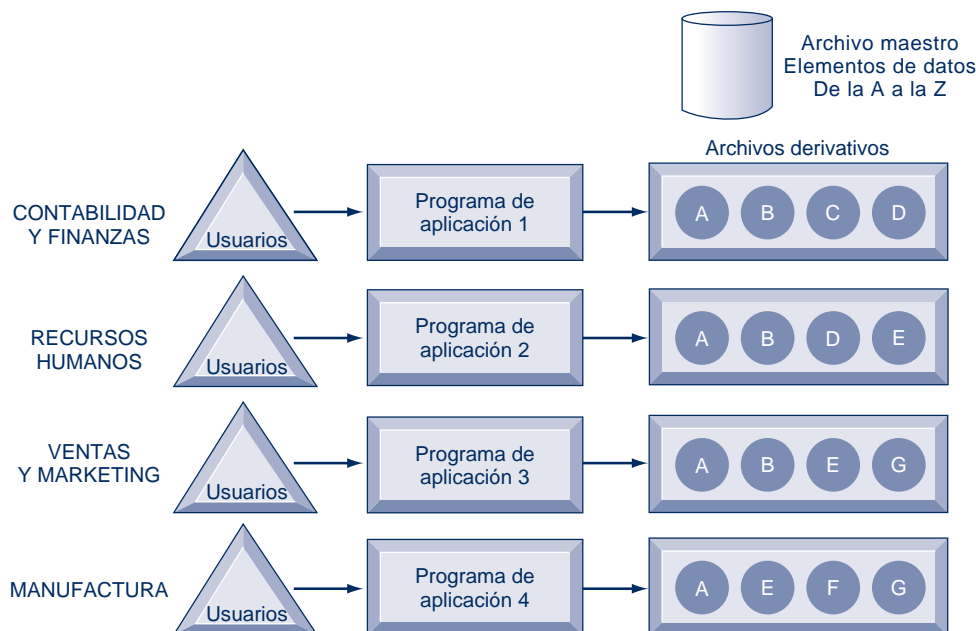 Archivo maestro
Elementos de datos
De la A a la Z
Archivos derivativos
CONTABILIDAD
Y FINANZAS
Usuarios
Programa de
aplicación 1
A B C D
RECURSOS
HUMANOS
Usuarios
Programa de
aplicación 2
A B D E
VENTAS
Y MARKETING
Usuarios
Programa de
aplicación 3
A B E G
MANUFACTURA
Usuarios
Programa de
aplicación 4
A E F G